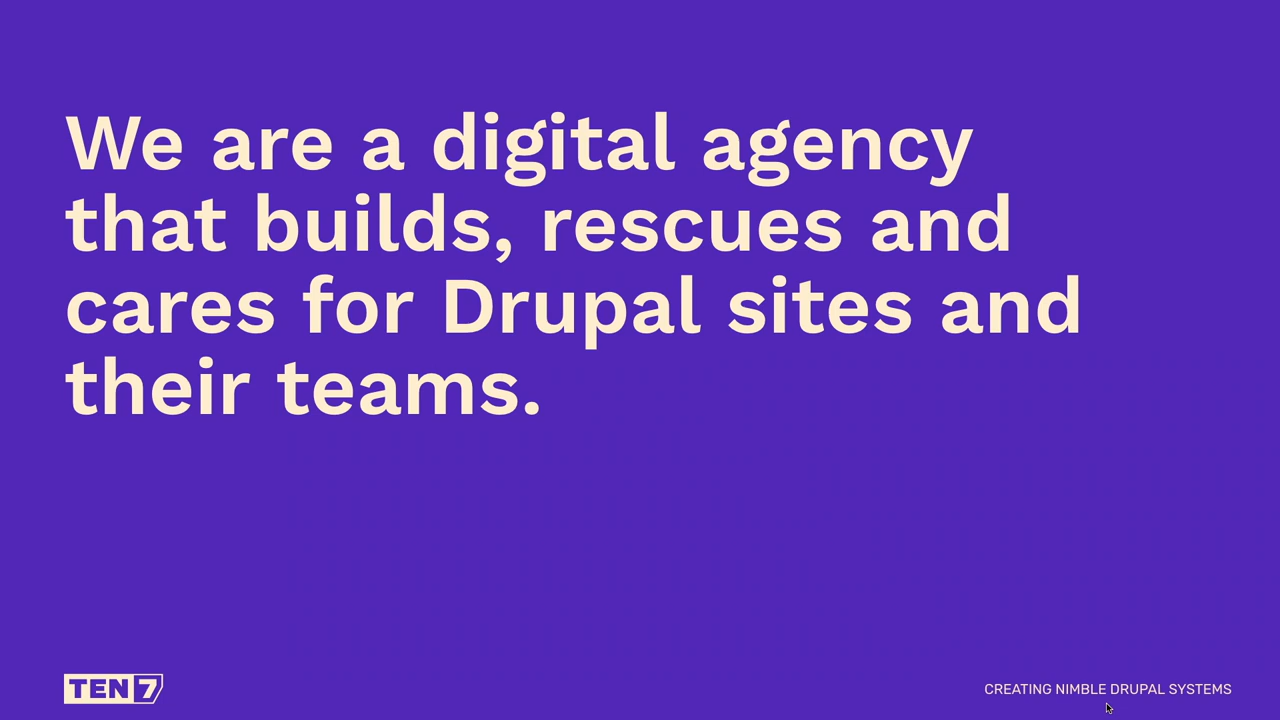 We are a digital agency
that builds, rescues and
cares for Drupal sites and
their teams.
TEN7
CREATING NIMBLE DRUPAL SYSTEMS